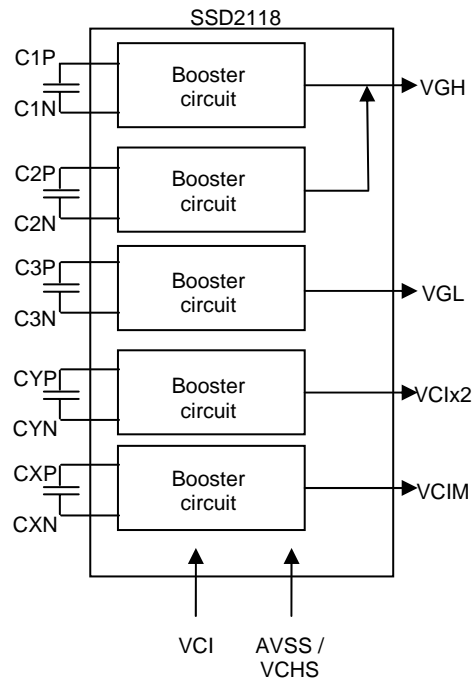 SSD2118
C1P
C1N
Booster
circuit
VGH
C2P
C2N
Booster
circuit
C3P
C3N
Booster
circuit
VGL
CYP
CYN
Booster
circuit
VCIx2
CXP
CXN
Booster
circuit
VCIM
VCI
AVSS /
VCHS